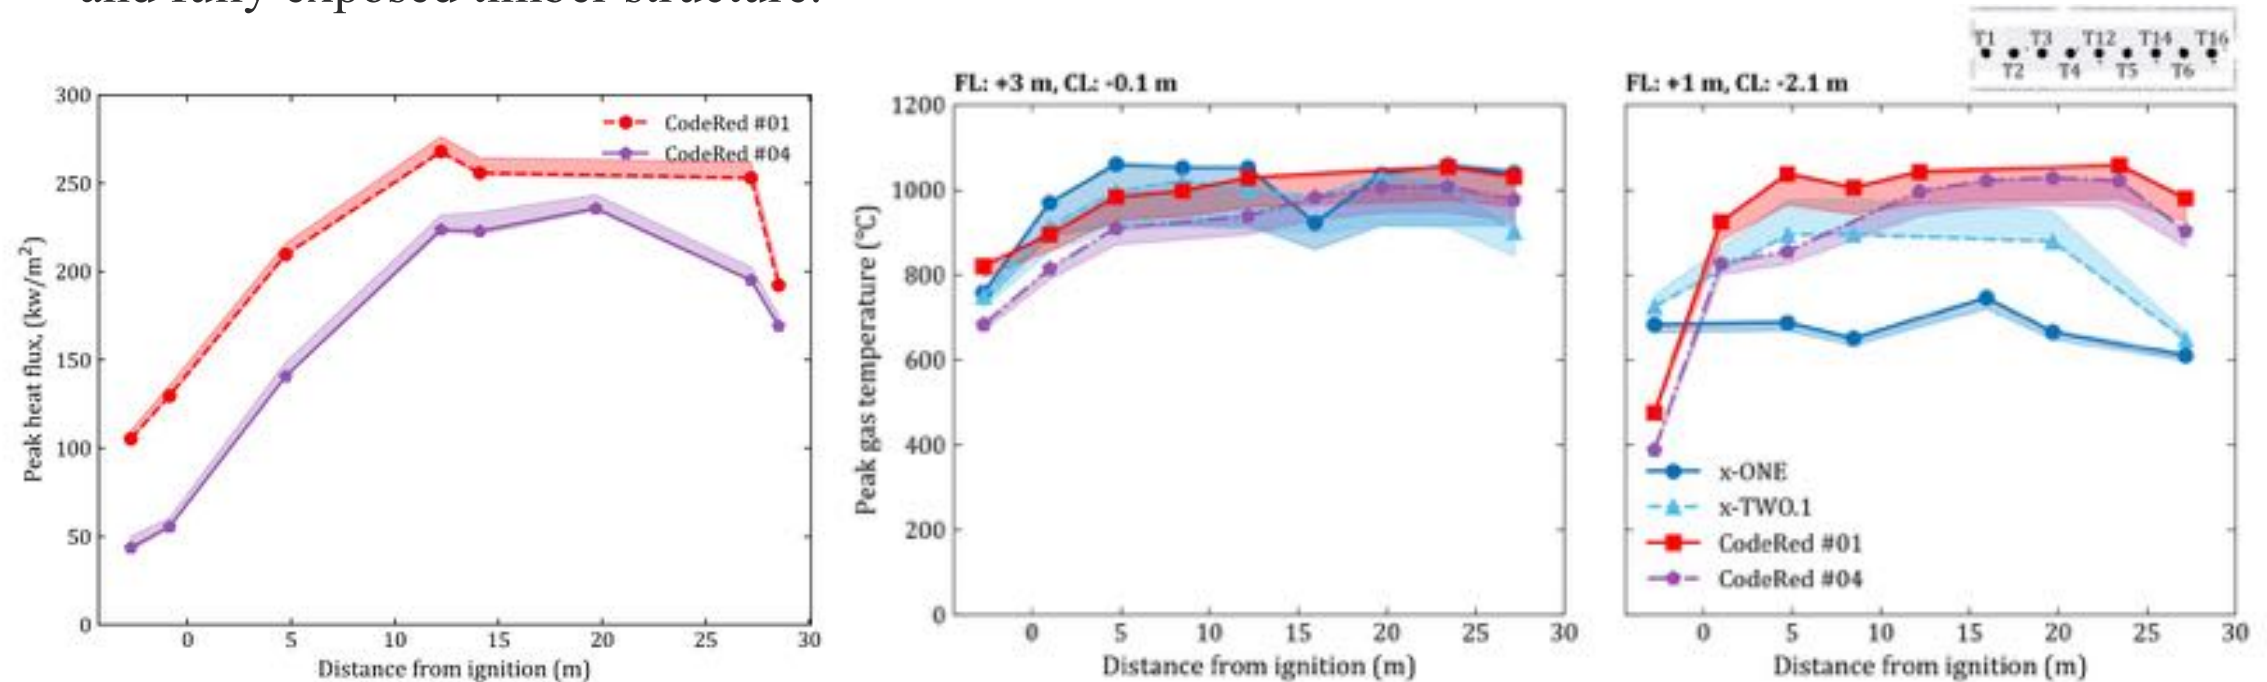 and fully exposed timber structure.
T1 T3 T12 T14 T16
T2 T4 T5 T6
FL: +3 m, CL: -0.1 m
FL: +1 m, CL: -2.1 m
300
250
200
150
100
50
0
Peak heat flux, (kw/m²)
CodeRed #01
CodeRed #04
0 5 10 15 20 25 30
Distance from ignition (m)
1200
1000
800
600
400
200
0
Peak gas temperature (°C)
0 5 10 15 20 25 30
Distance from ignition (m)
x-ONE
x-TWO.1
CodeRed #01
CodeRed #04
0 5 10 15 20 25 30
Distance from ignition (m)